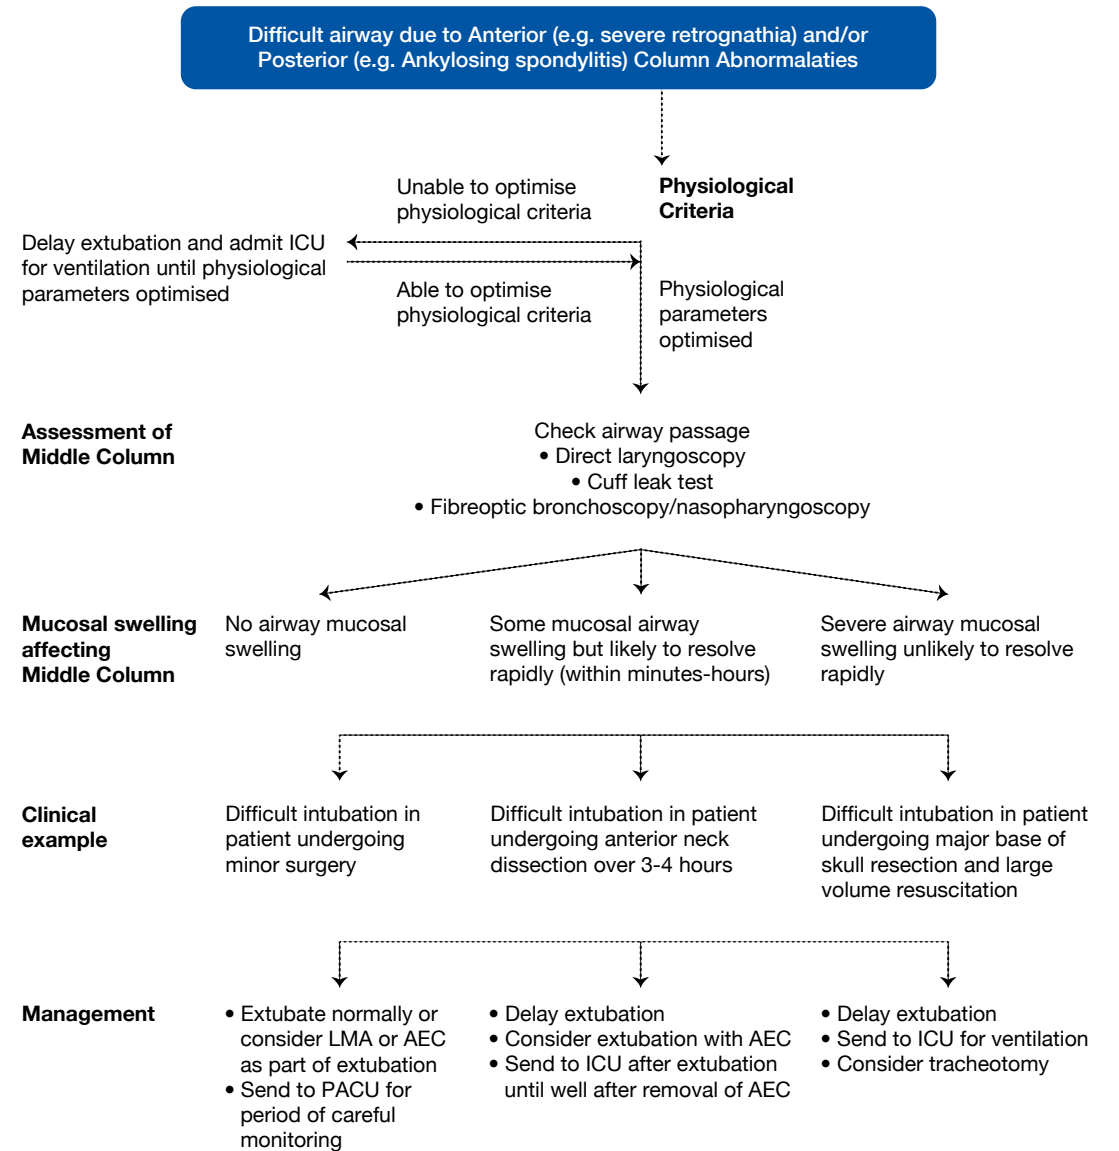 Difficult airway due to Anterior (e.g. severe retrognathia) and/or
Posterior (e.g. Ankylosing spondylitis) Column Abnormalaties
Unable to optimise
physiological criteria
Physiological
Criteria
Delay extubation and admit ICU
for ventilation until physiological
parameters optimised
Able to optimise
physiological criteria
Physiological
parameters
optimised
Assessment of
Middle Column
Check airway passage
• Direct laryngoscopy
• Cuff leak test
• Fibreoptic bronchoscopy/nasopharyngoscopy
Mucosal swelling
affecting
Middle Column
No airway mucosal
swelling
Some mucosal airway
swelling but likely to resolve
rapidly (within minutes-hours)
Severe airway mucosal
swelling unlikely to resolve
rapidly
Clinical
example
Difficult intubation in
patient undergoing
minor surgery
Difficult intubation in patient
undergoing anterior neck
dissection over 3-4 hours
Difficult intubation in patient
undergoing major base of
skull resection and large
volume resuscitation
Management
• Extubate normally or
consider LMA or AEC
as part of extubation
• Send to PACU for
period of careful
monitoring
• Delay extubation
• Consider extubation with AEC
• Send to ICU after extubation
until well after removal of AEC
• Delay extubation
• Send to ICU for ventilation
• Consider tracheotomy